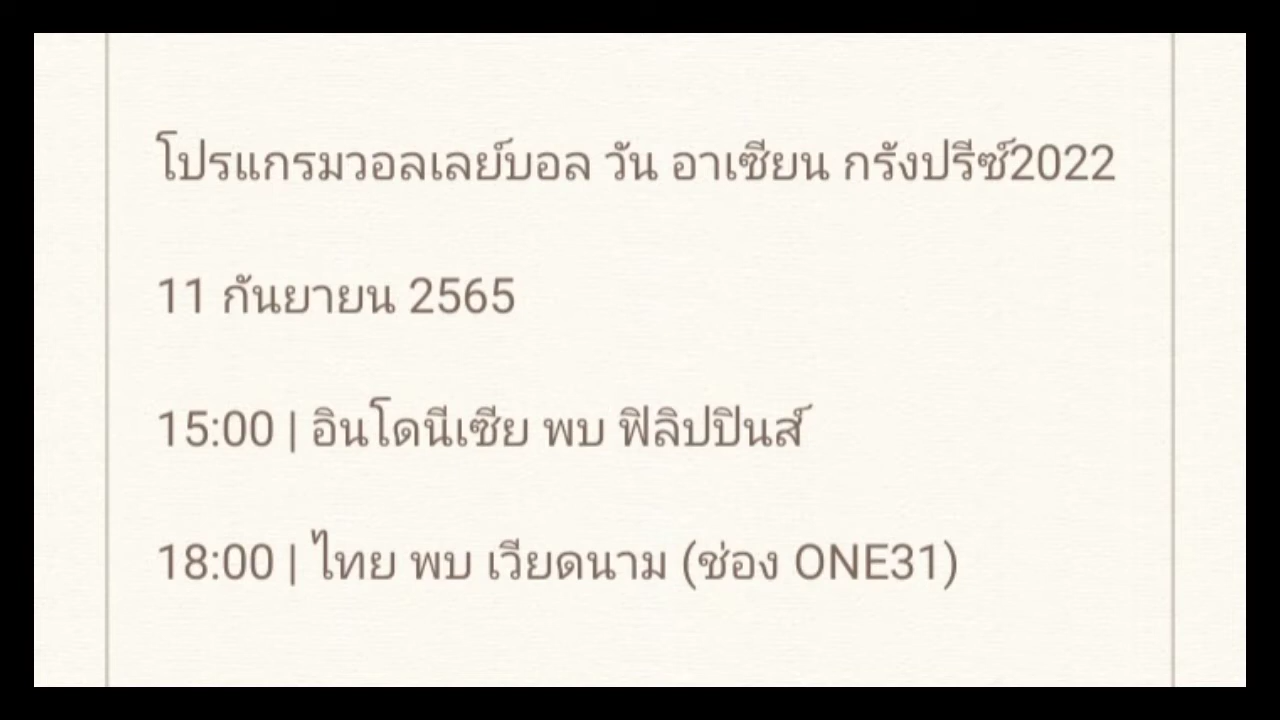 โปรแกรมวอลเลย์บอล วัน อาเซียน กรังปรีซ์2022
11 กันยายน 2565
15:00 | อินโดนีเซีย พบ ฟิลิปปินส์
18:00 | ไทย พบ เวียดนาม (ช่อง ONE31)